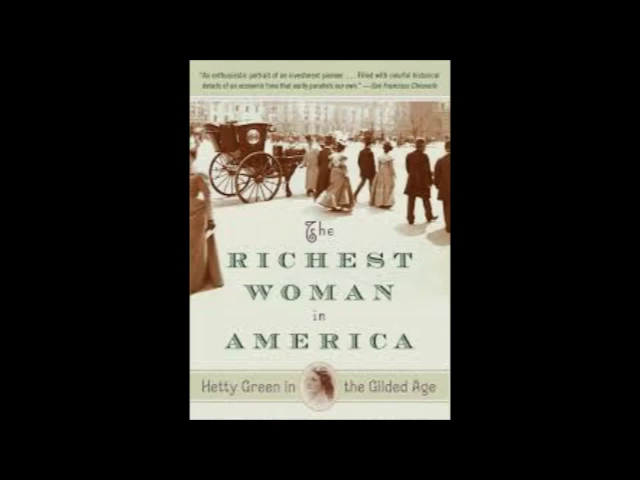 "An enthusiastic portrait of an investment pioneer . . . . Filled with colorful historical
details of an economic time that eerily parallels our own." —San Francisco Chronicle
The
RICHEST
WOMAN
in
AMERICA
Hetty Green in the Gilded Age